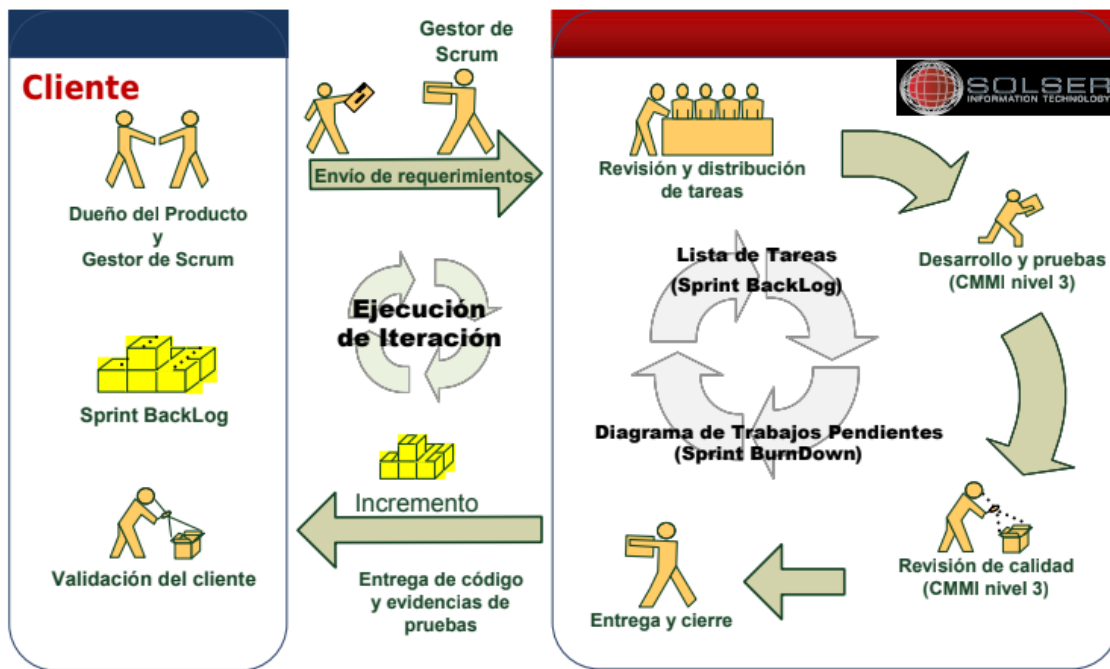 Cliente
Dueño del Producto
y
Gestor de Scrum
Sprint BackLog
Validación del cliente
Gestor de
Scrum
Envío de requerimientos
Ejecución
de Iteración
Incremento
Entrega de código
y evidencias de
pruebas
SOLSER
INFORMATION TECHNOLOGY
Revisión y distribución
de tareas
Desarrollo y pruebas
(CMMI nivel 3)
Lista de Tareas
(Sprint BackLog)
Diagrama de Trabajos Pendientes
(Sprint BurnDown)
Revisión de calidad
(CMMI nivel 3)
Entrega y cierre